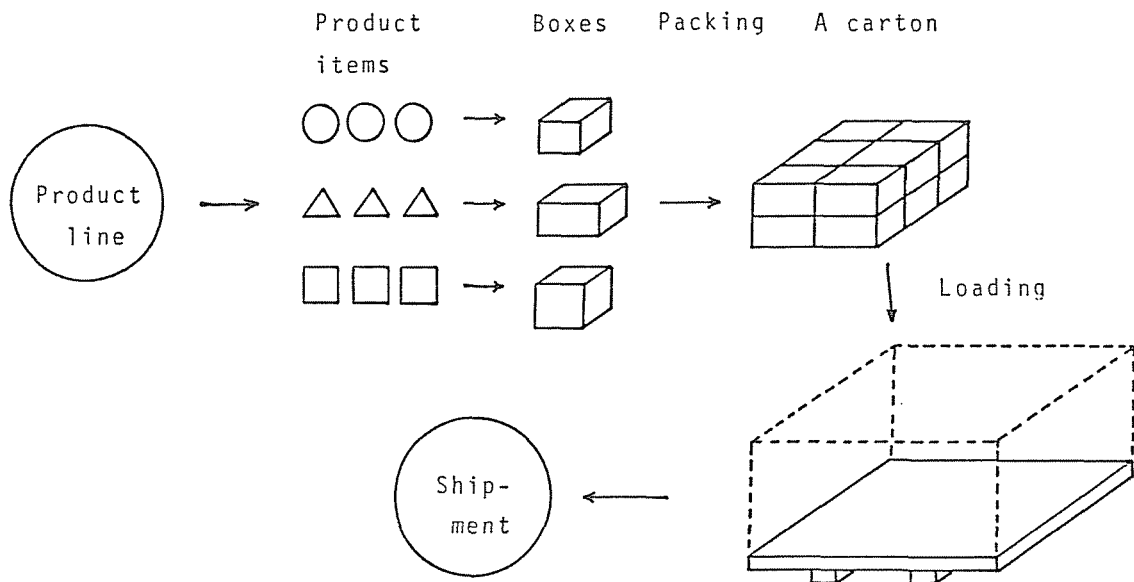 Product
items
Boxes
Packing
A carton
Product
line
Loading
Ship-
ment